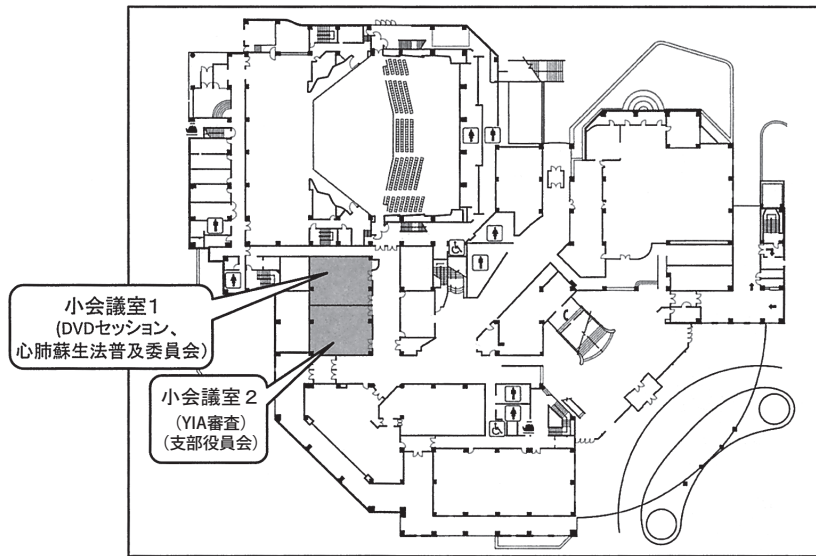 小会議室1
(DVDセッション、
心肺蘇生法普及委員会)
小会議室2
(YIA審査)
(支部役員会)